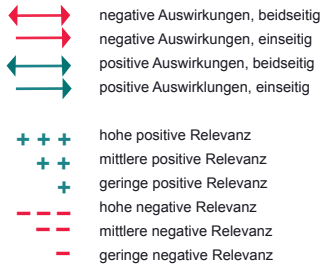 negative Auswirkungen, beidseitig
negative Auswirkungen, einseitig
positive Auswirkungen, beidseitig
positive Auswirklungen, einseitig
+ + + hohe positive Relevanz
+ + mittlere positive Relevanz
+ geringe positive Relevanz
– – – hohe negative Relevanz
– – mittlere negative Relevanz
– geringe negative Relevanz